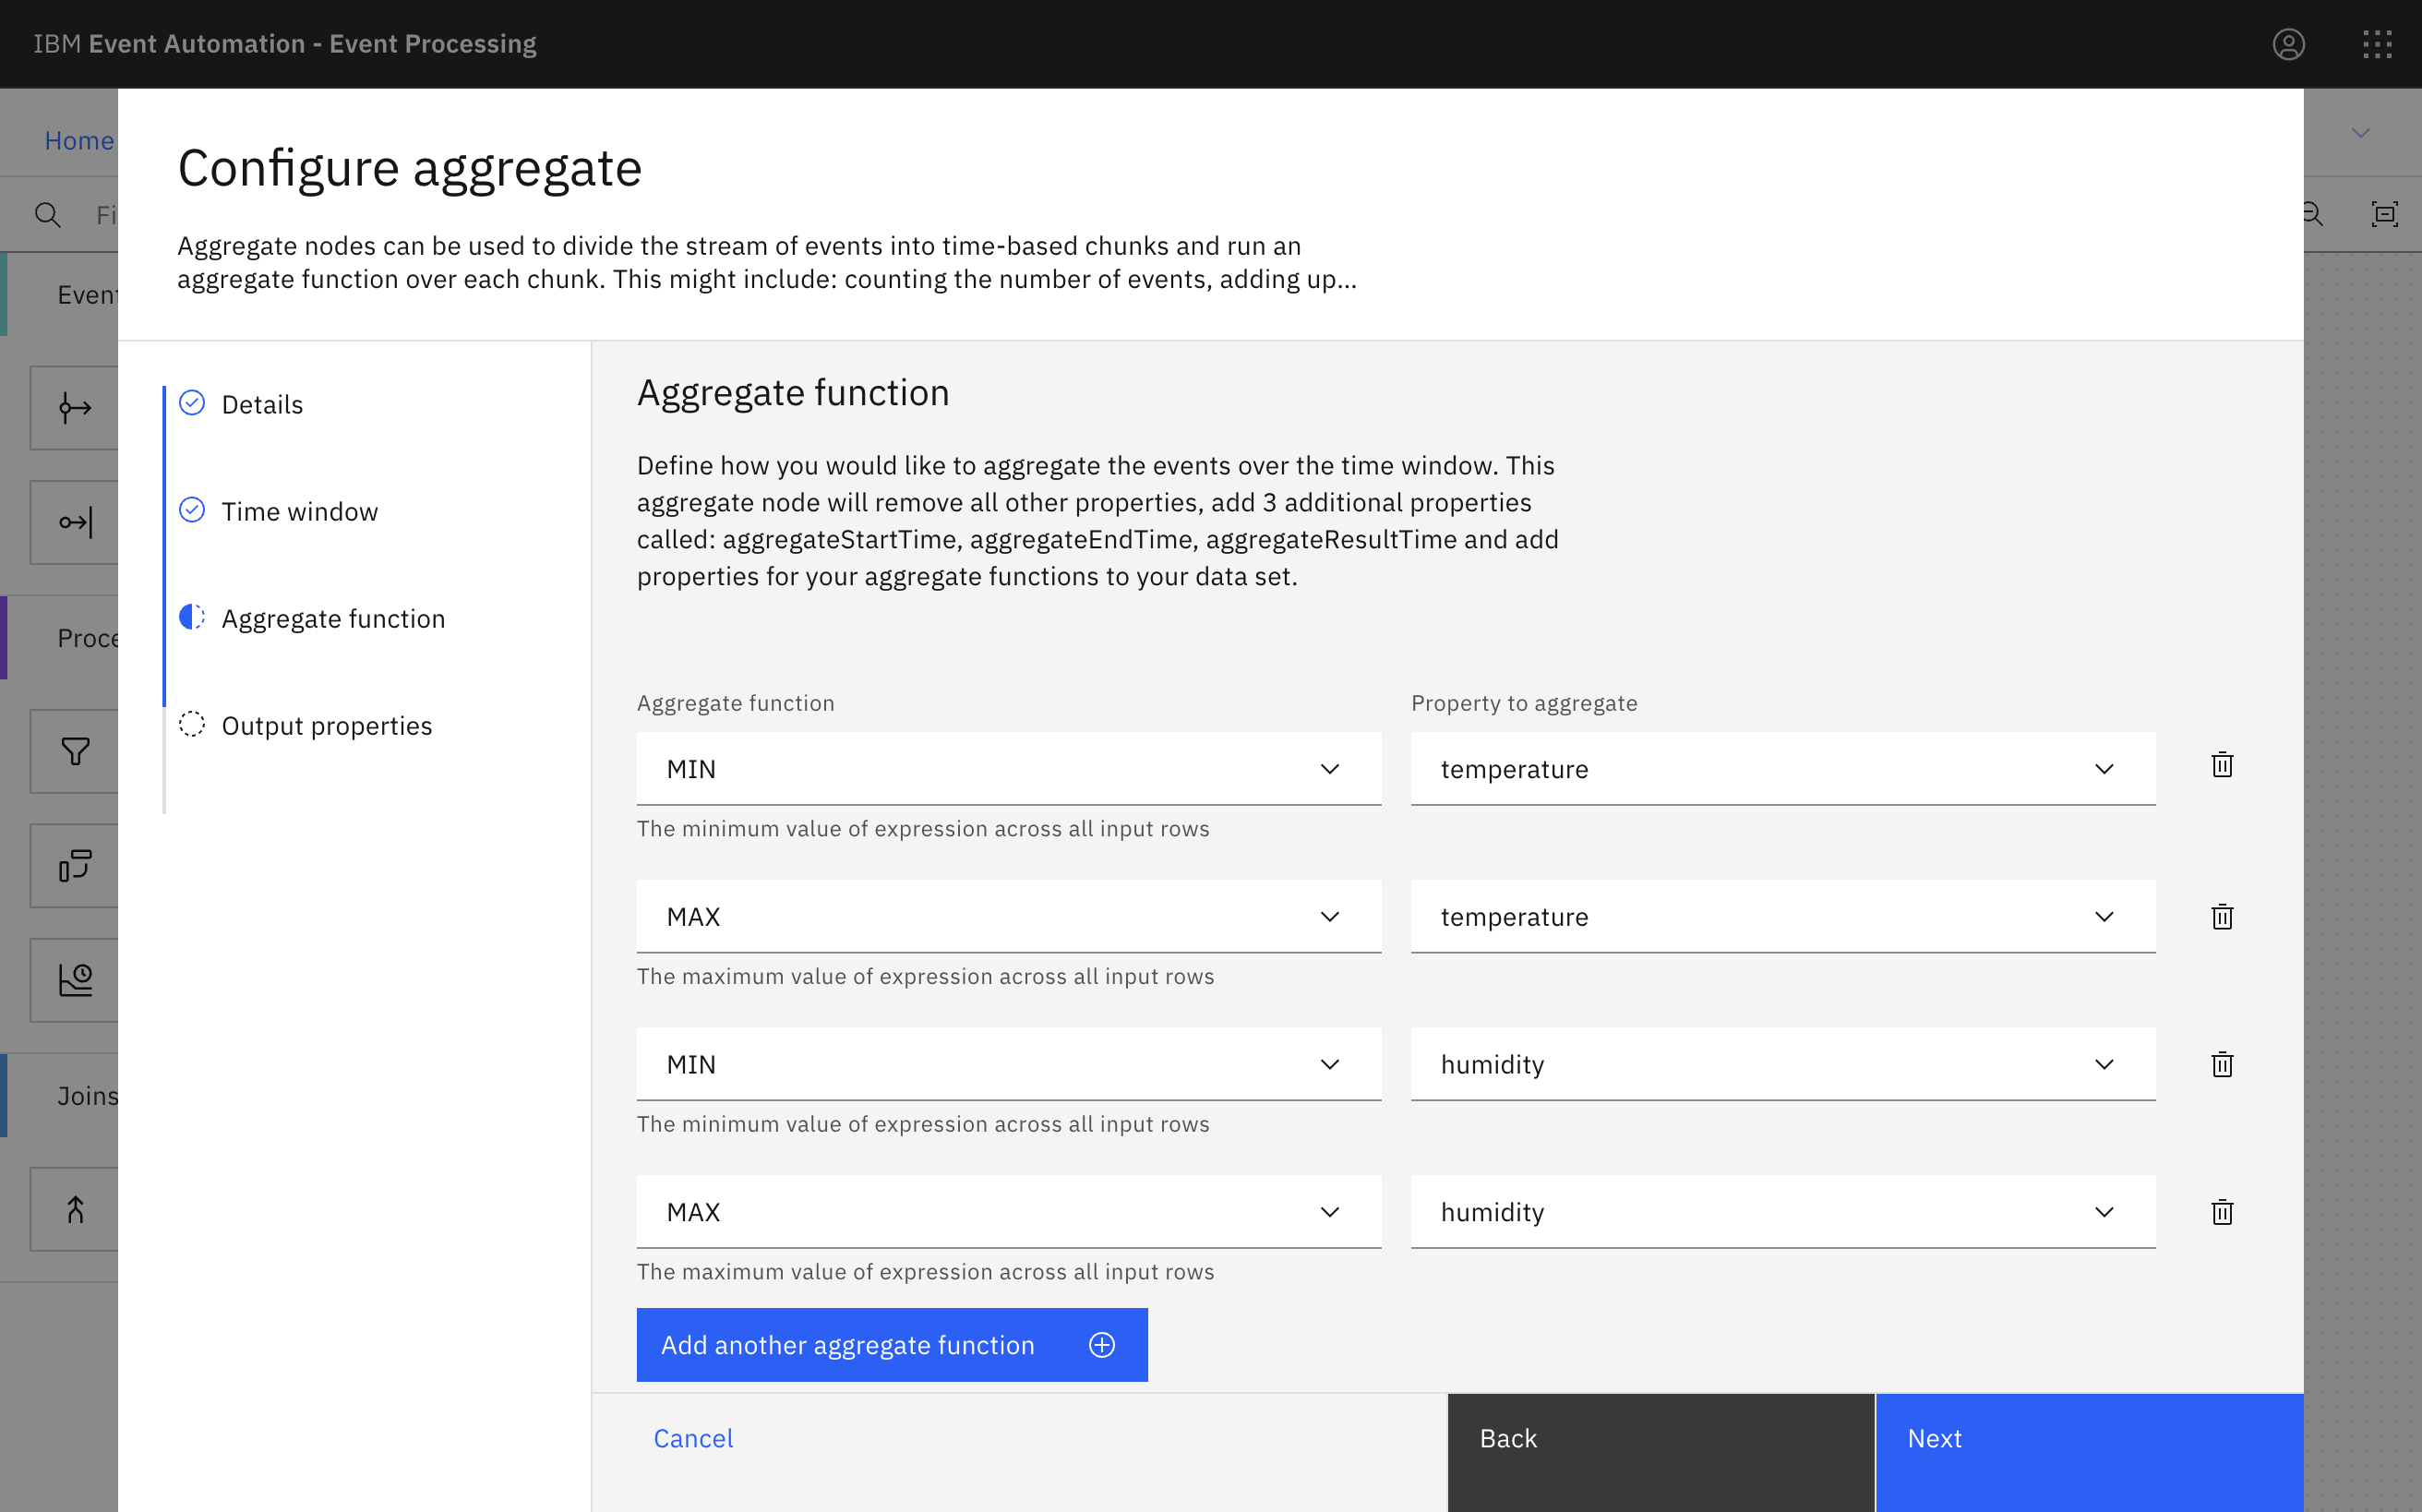 IBM Event Automation - Event Processing
Home
Configure aggregate
Aggregate nodes can be used to divide the stream of events into time-based chunks and run an
aggregate function over each chunk. This might include: counting the number of events, adding up...
Fi
Event
Proce
Joins
Details
Time window
Aggregate function
Output properties
Aggregate function
Define how you would like to aggregate the events over the time window. This
aggregate node will remove all other properties, add 3 additional properties
called: aggregateStartTime, aggregateEndTime, aggregateResultTime and add
properties for your aggregate functions to your data set.
Aggregate function Property to aggregate
MIN temperature
The minimum value of expression across all input rows
MAX temperature
The maximum value of expression across all input rows
MIN humidity
The minimum value of expression across all input rows
MAX humidity
The maximum value of expression across all input rows
Add another aggregate function
Cancel Back Next